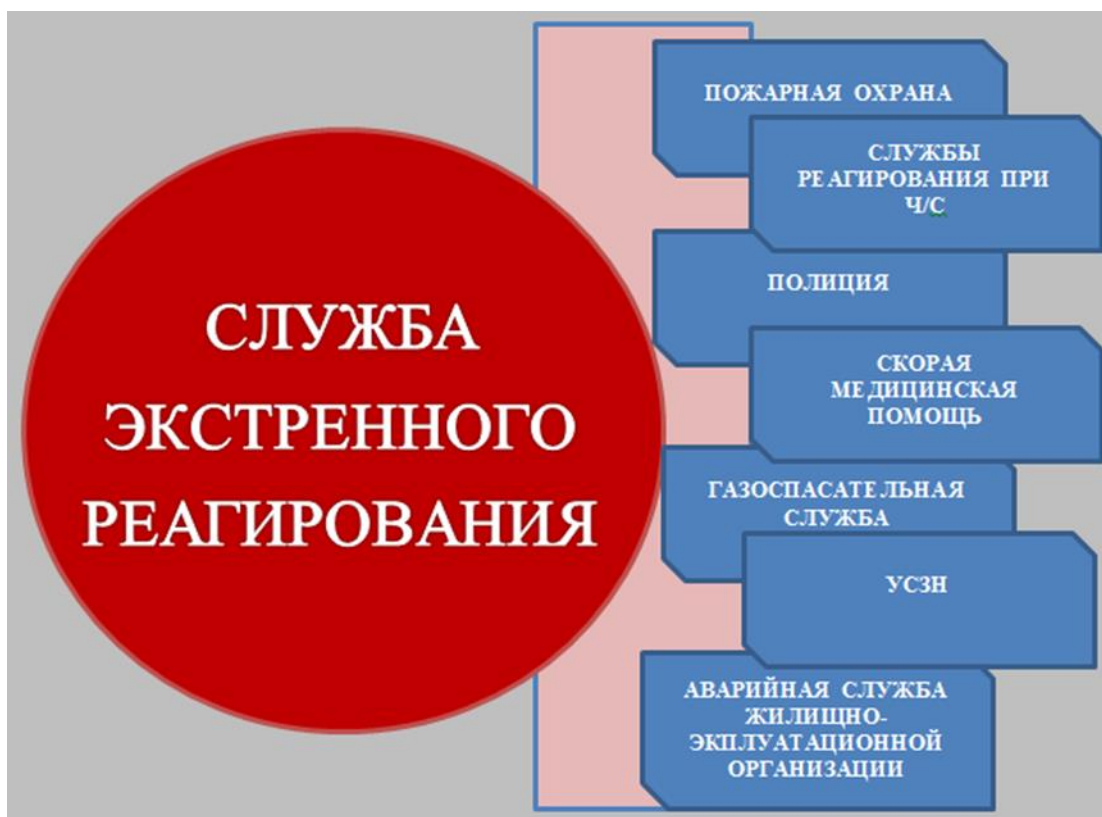 СЛУЖБА
ЭКСТРЕННОГО
РЕАГИРОВАНИЯ
ПОЖАРНАЯ ОХРАНА
СЛУЖБЫ
РЕАГИРОВАНИЯ ПРИ
Ч/С
ПОЛИЦИЯ
СКОРАЯ
МЕДИЦИНСКАЯ
ПОМОЩЬ
ГАЗОСПАСАТЕЛЬНАЯ
СЛУЖБА
УСЗН
АВАРИЙНАЯ СЛУЖБА
ЖИЛИЩНО-
ЭКПЛУАТАЦИОННОЙ
ОРГАНИЗАЦИИ